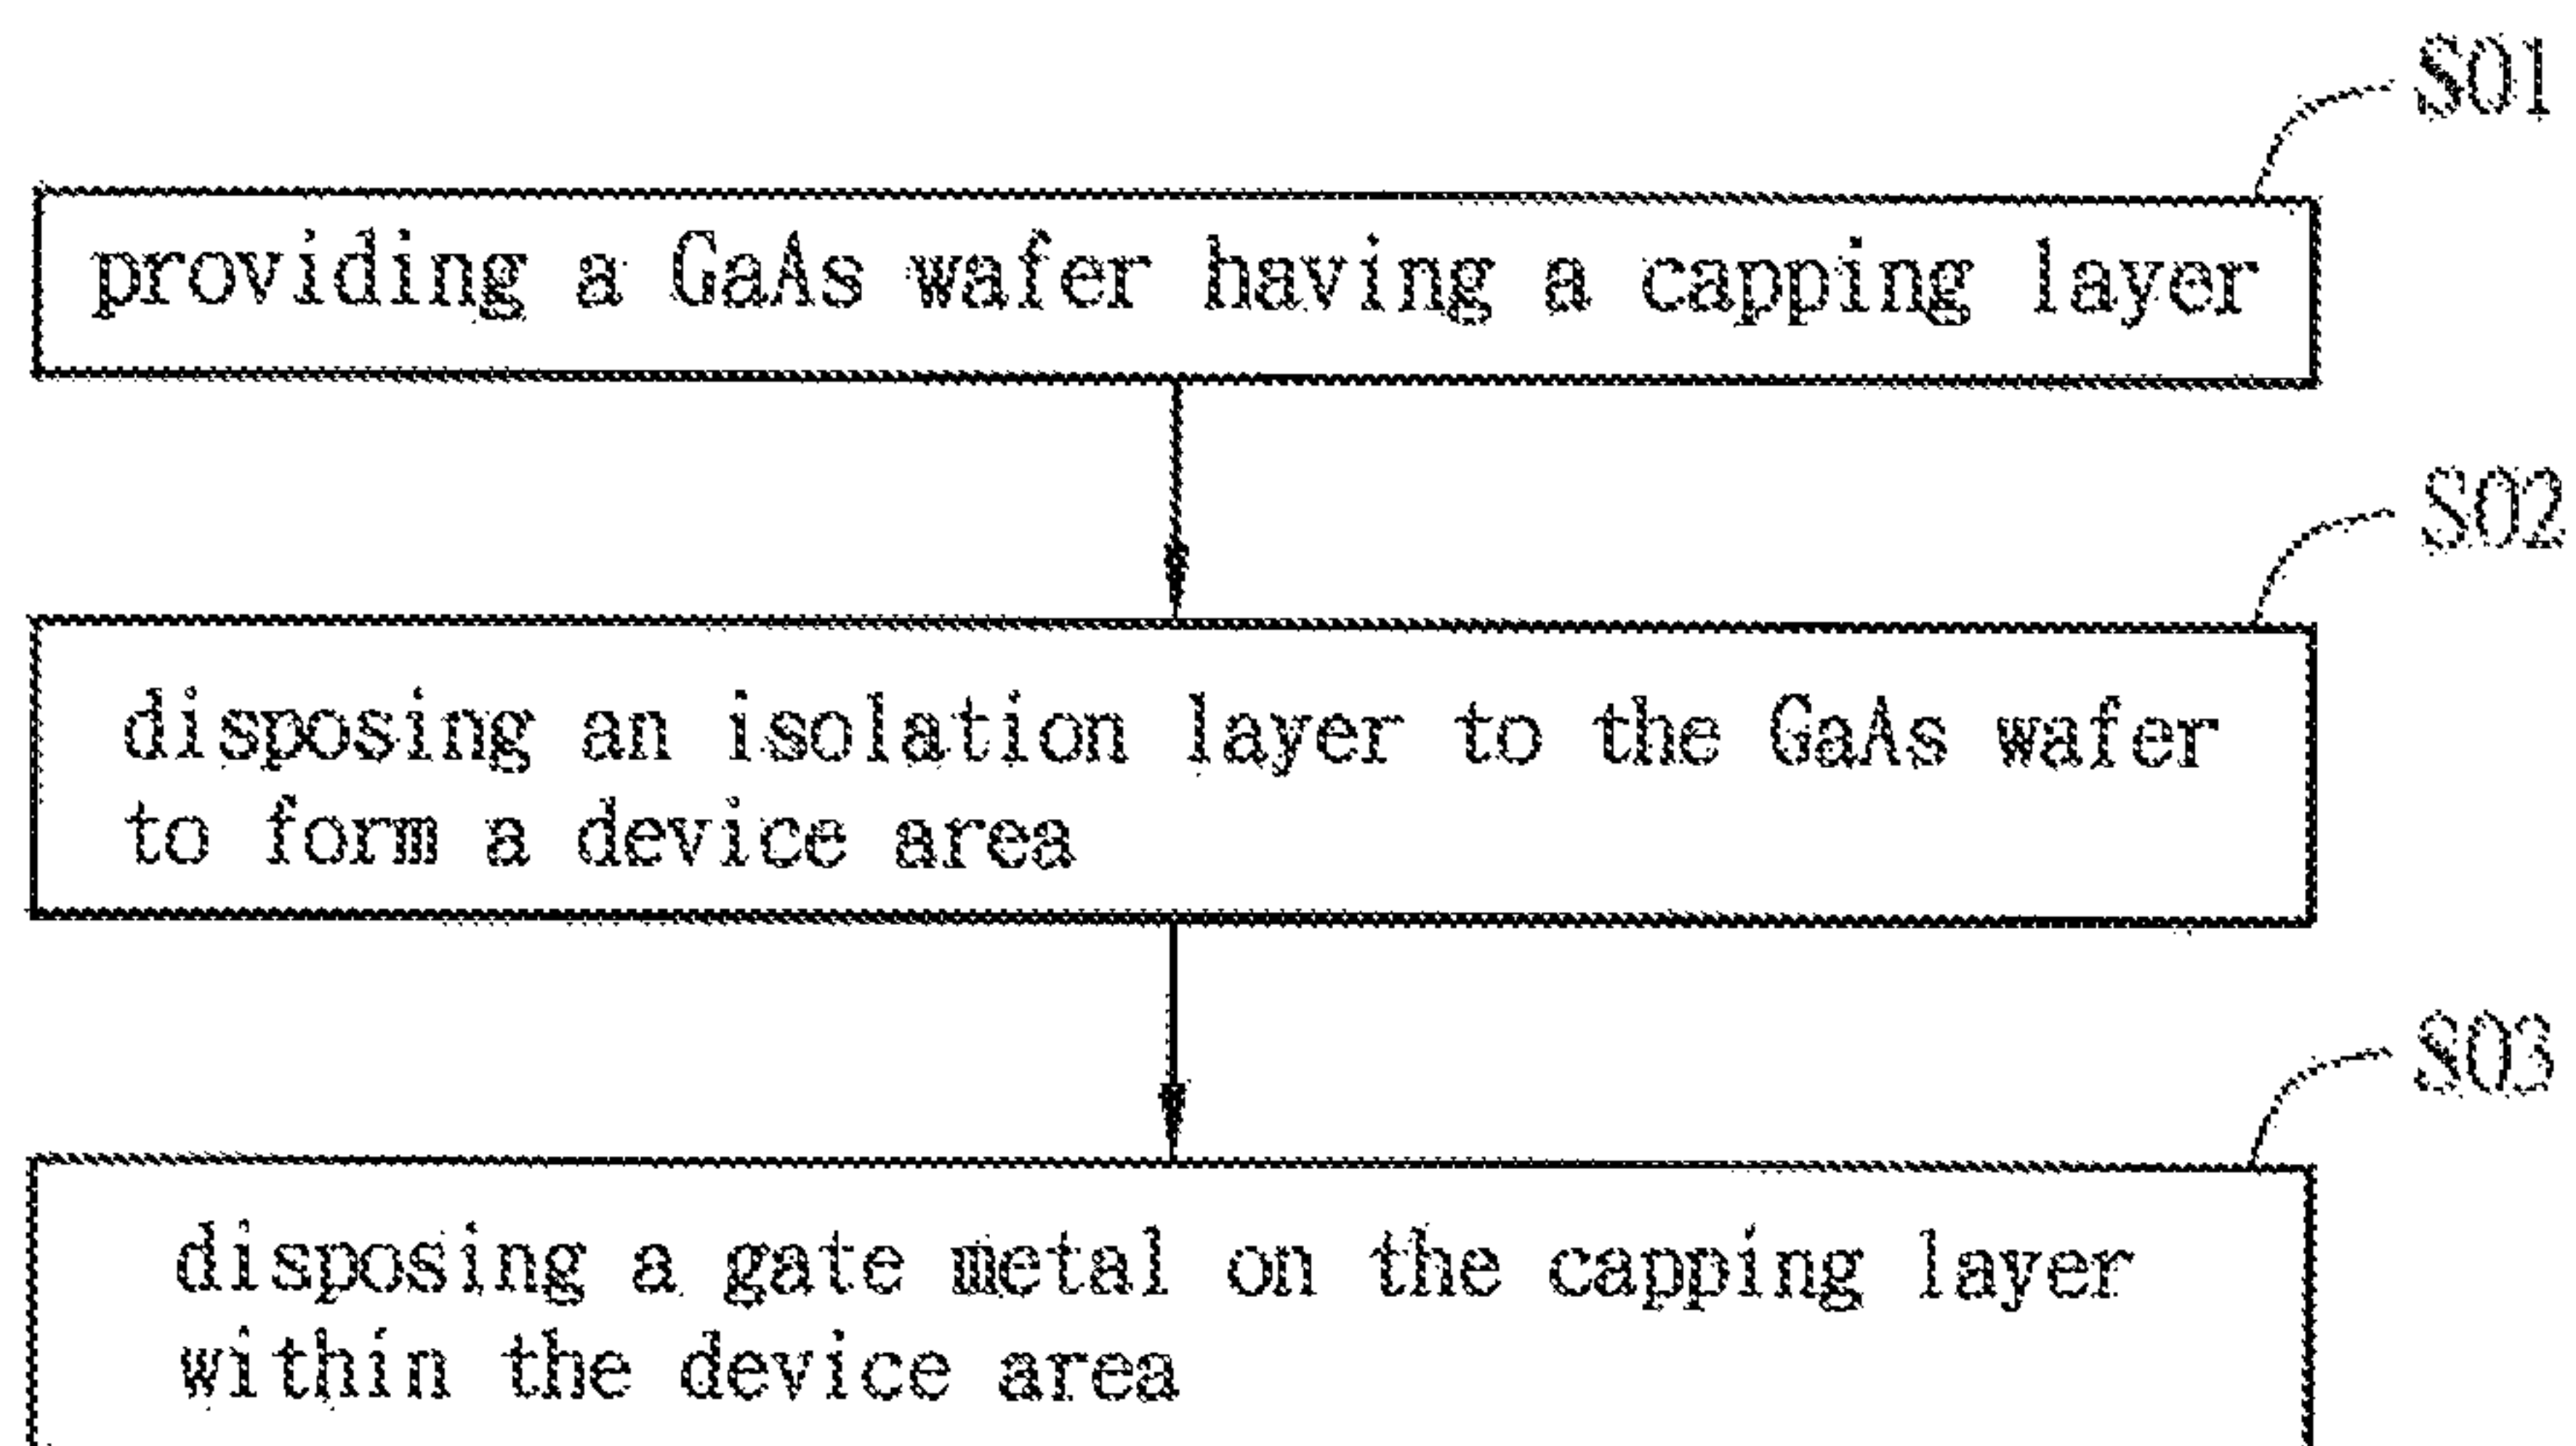 S01
providing a GaAs wafer having a capping layer
S02
disposing an isolation layer to the GaAs wafer
to form a device area
S03
disposing a gate metal on the capping layer
within the device area